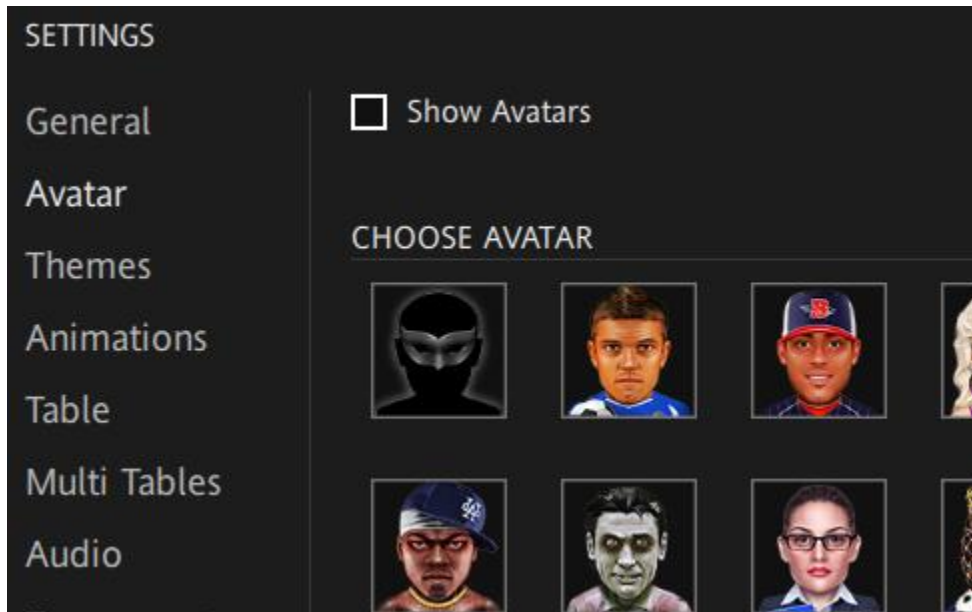 SETTINGS
General
Avatar
Themes
Animations
Table
Multi Tables
Audio
Show Avatars
CHOOSE AVATAR
B